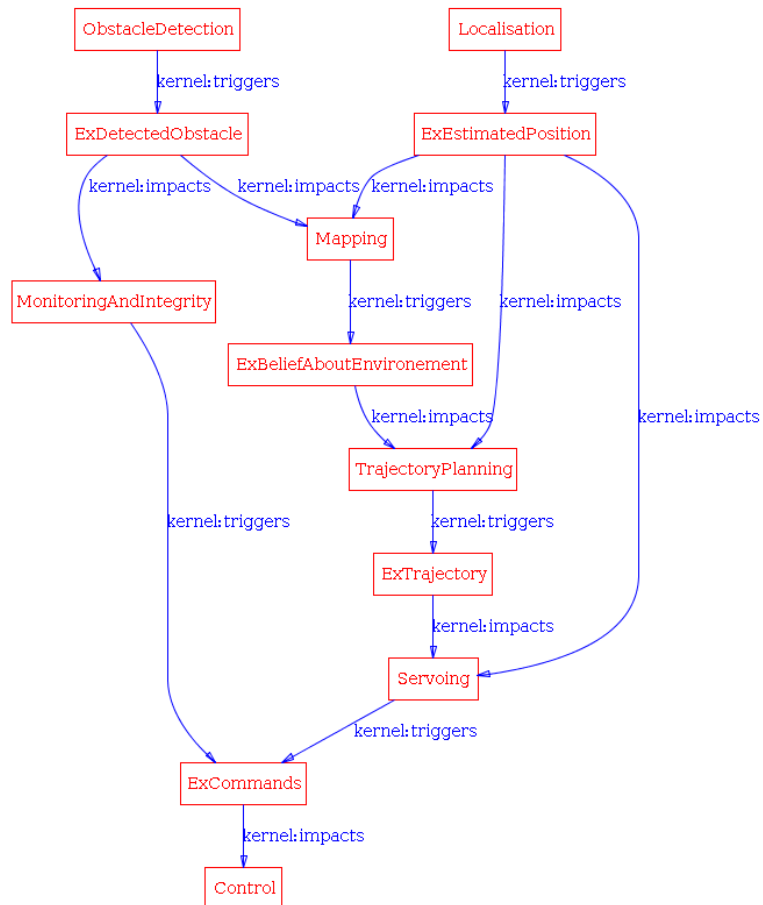 ObstacleDetection
Localisation
kernel:triggers
kernel:triggers
ExDetectedObstacle
ExEstimatedPosition
kernel:impacts
kernel:impacts
kernel:impacts
Mapping
MonitoringAndIntegrity
kernel:triggers
kernel:impacts
ExBeliefAboutEnvironement
kernel:impacts
kernel:impacts
TrajectoryPlanning
kernel:triggers
kernel:triggers
ExTrajectory
kernel:impacts
Servoing
kernel:triggers
ExCommands
kernel:impacts
Control